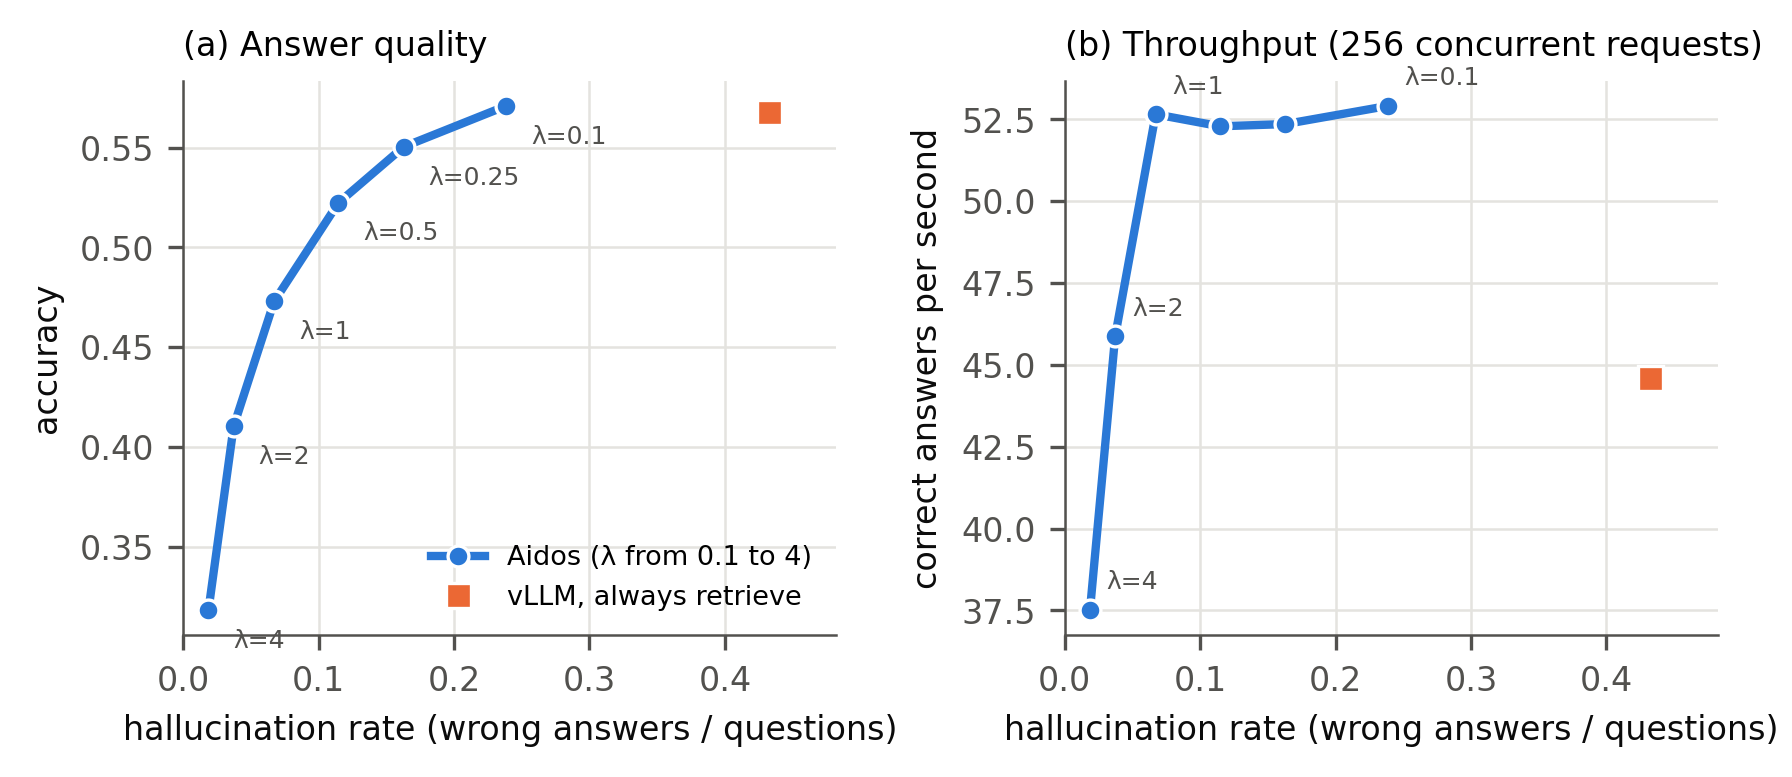 (a) Answer quality
accuracy
0.55
0.50
0.45
0.40
0.35
λ=0.1
λ=0.25
λ=0.5
λ=1
λ=2
λ=4
Aidos (λ from 0.1 to 4)
vLLM, always retrieve
0.0 0.1 0.2 0.3 0.4
hallucination rate (wrong answers / questions)
(b) Throughput (256 concurrent requests)
correct answers per second
52.5
50.0
47.5
45.0
42.5
40.0
37.5
λ=1
λ=0.1
λ=2
λ=4
0.0 0.1 0.2 0.3 0.4
hallucination rate (wrong answers / questions)